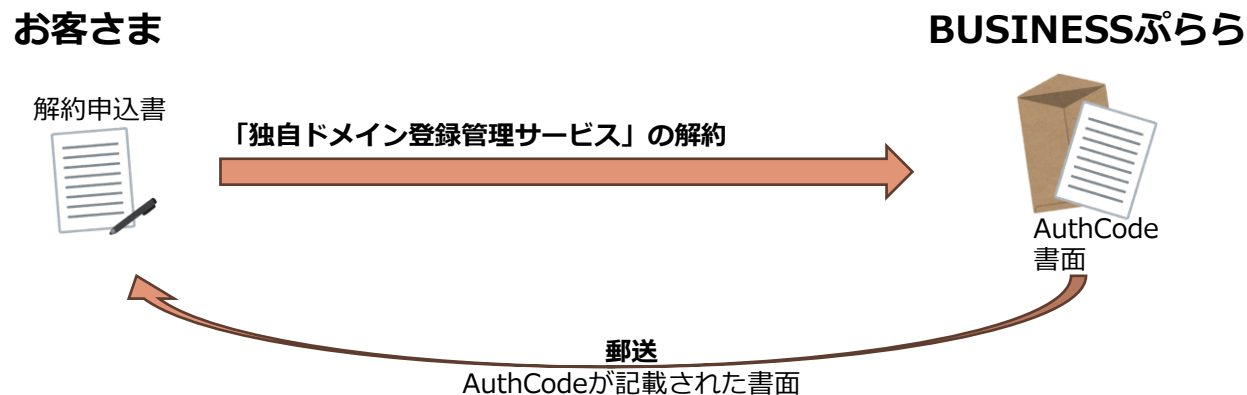 お客さま
BUSINESSぷらら
解約申込書
「独自ドメイン登録管理サービス」の解約
AuthCode
書面
郵送
AuthCodeが記載された書面